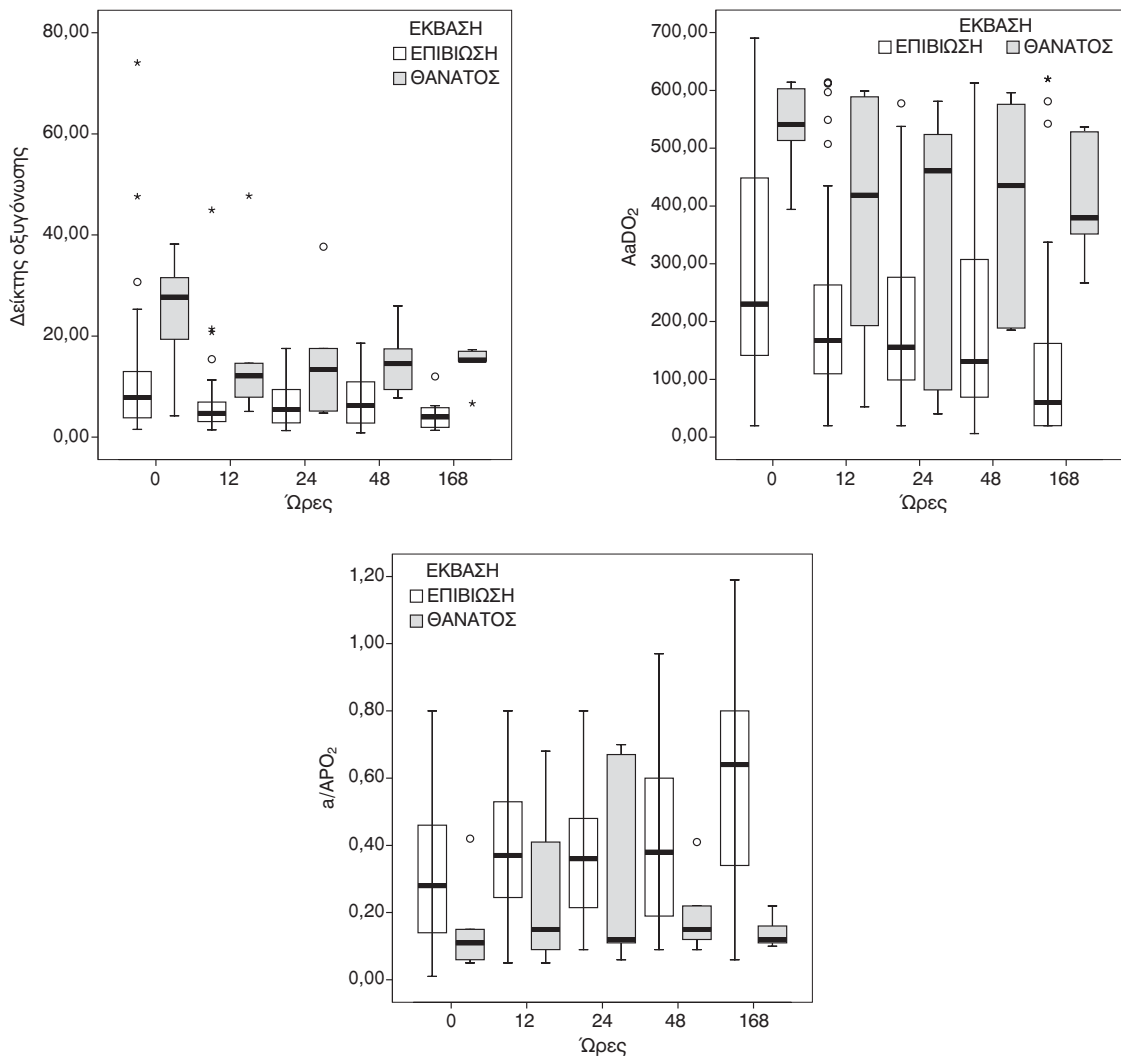 80,00
60,00
40,00
20,00
0,00
Δείκτης οξυγόνωσης
ΕΚΒΑΣΗ
ΕΠΙΒΙΩΣΗ
ΘΑΝΑΤΟΣ
0 12 24 48 168
Ώρες
700,00
600,00
500,00
400,00
300,00
200,00
100,00
0,00
AaDO2
ΕΚΒΑΣΗ
ΕΠΙΒΙΩΣΗ ΘΑΝΑΤΟΣ
0 12 24 48 168
Ώρες
1,20
1,00
0,80
0,60
0,40
0,20
0,00
a/APO2
ΕΚΒΑΣΗ
ΕΠΙΒΙΩΣΗ
ΘΑΝΑΤΟΣ
0 12 24 48 168
Ώρες